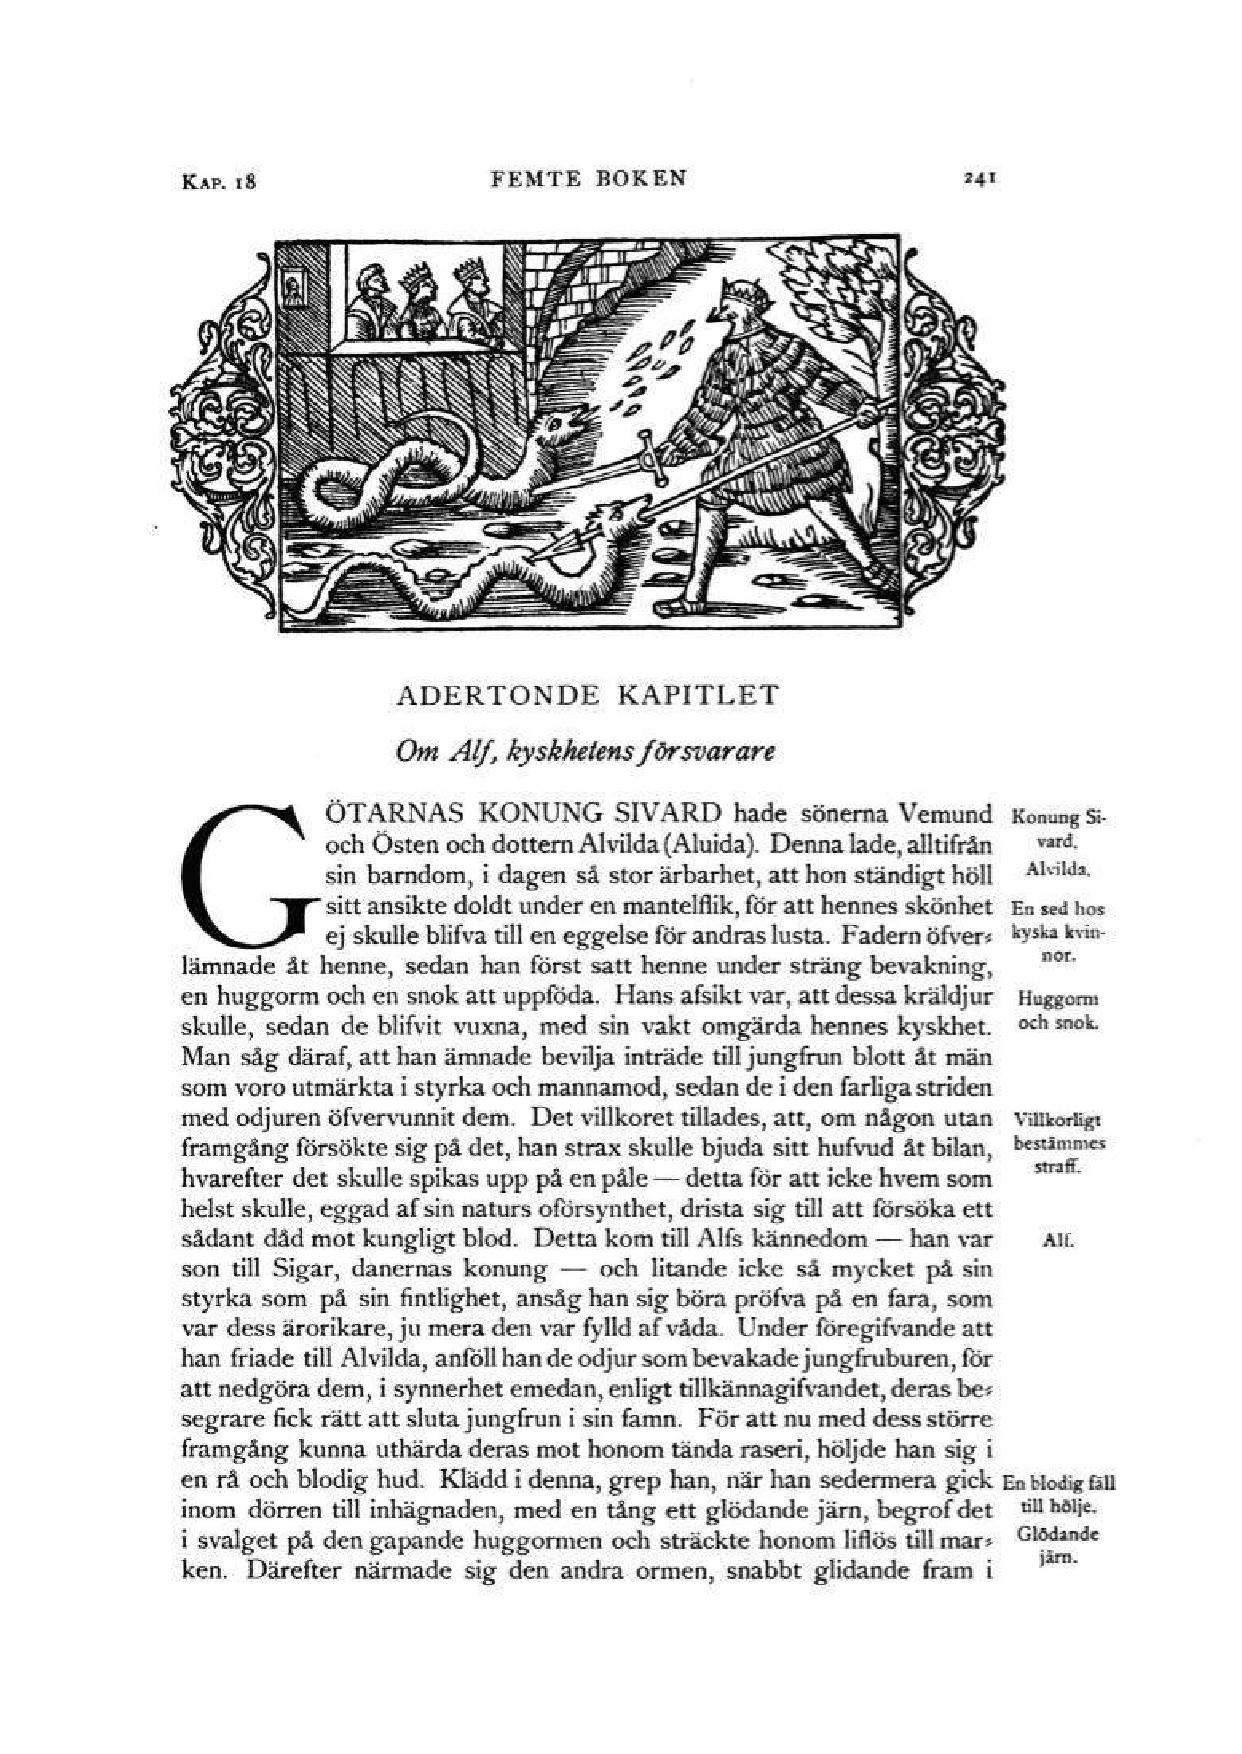 KAP. 18 FEMTE BOKEN 241
ADERTONDE KAPITLET
Om Alf, kyskhetens försvarare
GÖTARNAS KONUNG SIVARD hade sönerna Vemund
och Östen och dottern Alvilda (Aluida). Denna lade, alltifrån
sin barndom, i dagen så stor ärbarhet, att hon ständigt höll
sitt ansikte doldt under en mantelflik, för att hennes skönhet
ej skulle blifva till en eggelse för andras lusta. Fadern öfver-
lämnade åt henne, sedan han först satt henne under sträng bevakning,
en huggorm och en snok att uppföda. Hans afsikt var, att dessa kräldjur
skulle, sedan de blifvit vuxna, med sin vakt omgärda hennes kyskhet.
Man såg däraf, att han ämnade bevilja inträde till jungfrun blott åt män
som voro utmärkta i styrka och mannamod, sedan de i den farliga striden
med odjuren öfvervunnit dem. Det villkoret tillades, att, om någon utan
framgång försökte sig på det, han strax skulle bjuda sitt hufvud åt bilan,
hvarefter det skulle spikas upp på en påle — detta för att icke hvem som
helst skulle, eggad af sin naturs oförsynthet, drista sig till att försöka ett
sådant dåd mot kungligt blod. Detta kom till Alfs kännedom — han var
son till Sigar, danernas konung — och litande icke så mycket på sin
styrka som på sin fintlighet, ansåg han sig böra pröfva på en fara, som
var dess ärorikare, ju mera den var fylld af våda. Under föregifvande att
han friade till Alvilda, anföll han de odjur som bevakade jungfruburen, för
att nedgöra dem, i synnerhet emedan, enligt tillkännagifvandet, deras be-
segrare fick rätt att sluta jungfrun i sin famn. För att nu med dess större
framgång kunna uthärda deras mot honom tända raseri, höljde han sig i
en rå och blodig hud. Klädd i denna, grep han, när han sedermera gick
inom dörren till inhägnaden, med en tång ett glödande järn, begrof det
i svalget på den gapande huggormen och sträckte honom liflös till mar-
ken. Därefter närmade sig den andra ormen, snabbt glidande fram i
Konung Si-
vard.
Alvilda.
En sed hos
kyska kvin-
nor.
Huggorm
och snok.
Villkorligt
bestämmes
straff.
Alf.
En blodig fäll
till hölje.
Glödande
järn.